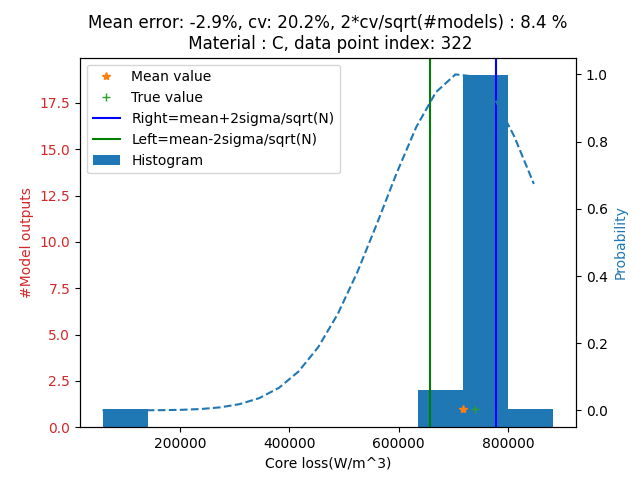 Mean error: -2.9%, cv: 20.2%, 2*cv/sqrt(#models) : 8.4 %
Material : C, data point index: 322
Mean value
True value
Right=mean+2sigma/sqrt(N)
Left=mean-2sigma/sqrt(N)
Histogram
#Model outputs
17.5
15.0
12.5
10.0
7.5
5.0
2.5
0.0
1.0
0.8
0.6
0.4
0.2
0.0
Probability
200000
400000
600000
800000
Core loss(W/m^3)